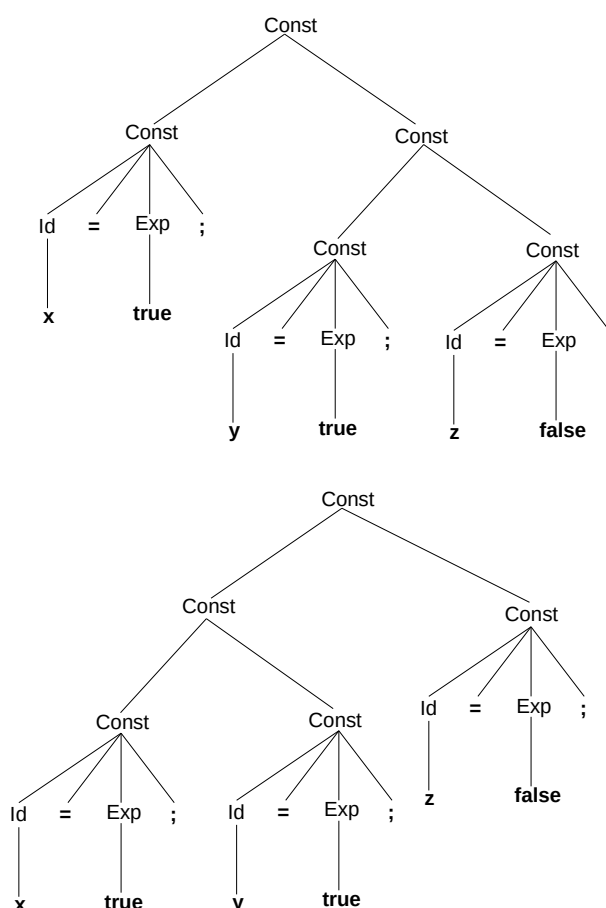 Const
Const Const
Id = Exp ; Const Const
x true
Id = Exp ; Id = Exp
y true z false
Const
Const Const
Const Const Id = Exp ;
z false
Id = Exp ; Id = Exp ;
x true y true